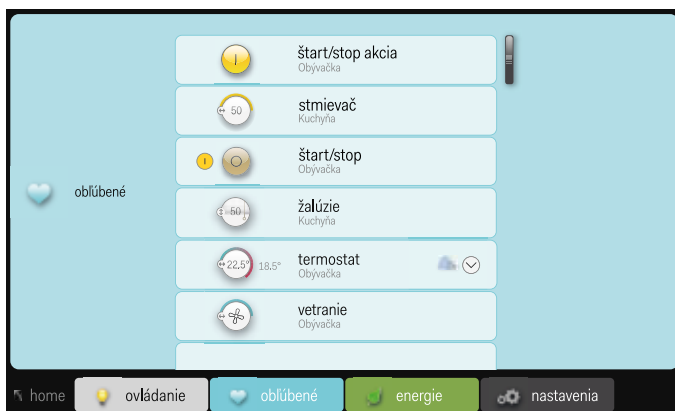 štart/stop akcia
Obývačka
50
stmievač
Kuchyňa
štart/stop
Obývačka
obľúbené
50
žalúzie
Kuchyňa
22,5° 18.5°
termostat
Obývačka
vetranie
Obývačka
home ovládanie obľúbené energie nastavenia